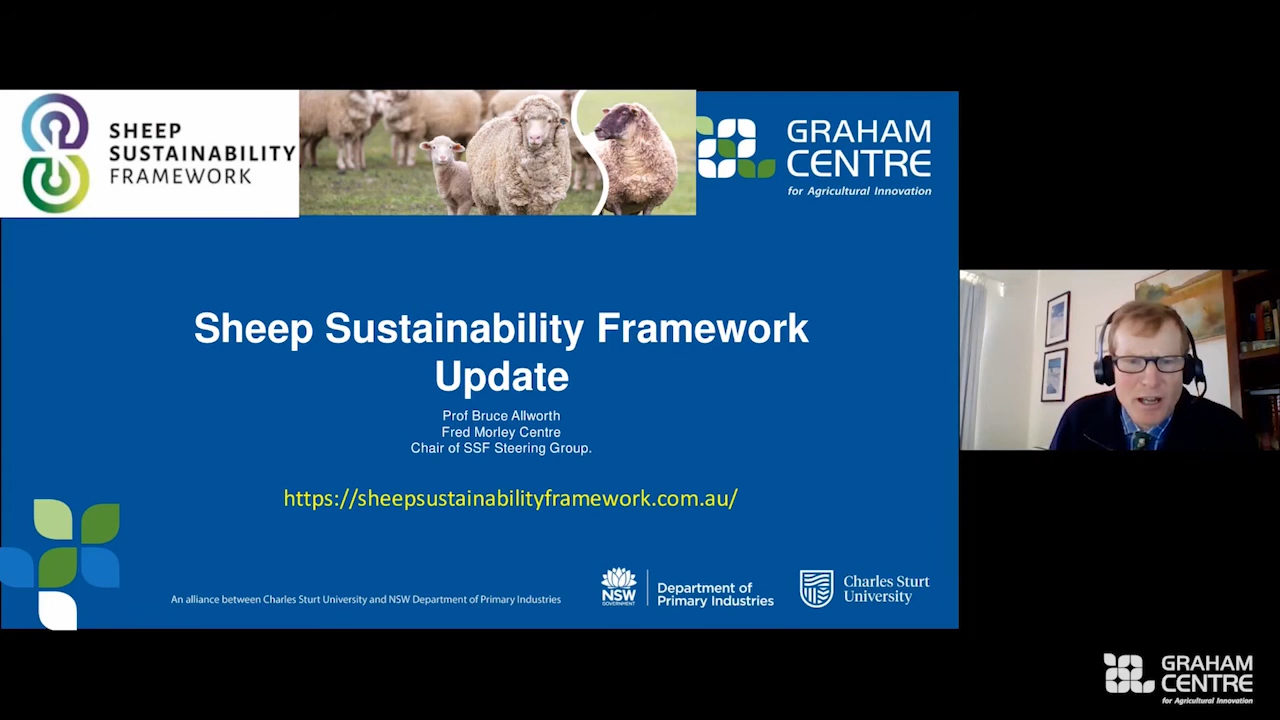 SHEEP
SUSTAINABILITY
FRAMEWORK
GRAHAM
CENTRE
for Agricultural Innovation
Sheep Sustainability Framework
Update
Prof Bruce Allworth
Fred Morley Centre
Chair of SSF Steering Group.
https://sheepsustainabilityframework.com.au/
An alliance between Charles Sturt University and NSW Department of Primary Industries
NSW
GOVERNMENT
Department of
Primary Industries
Charles Sturt
University
GRAHAM
CENTRE
for Agricultural Innovation